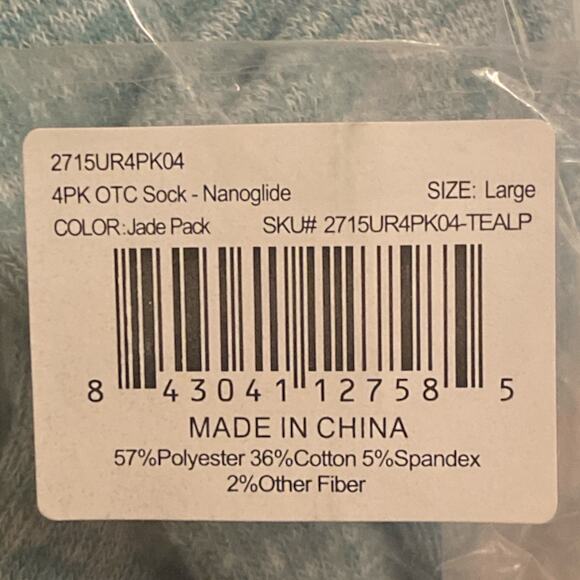 2715UR4PK04
4PK OTC Sock - Nanoglide SIZE: Large
COLOR:Jade Pack SKU# 2715UR4PK04-TEALP
8 43041 12758 5
MADE IN CHINA
57%Polyester 36%Cotton 5%Spandex
2%Other Fiber